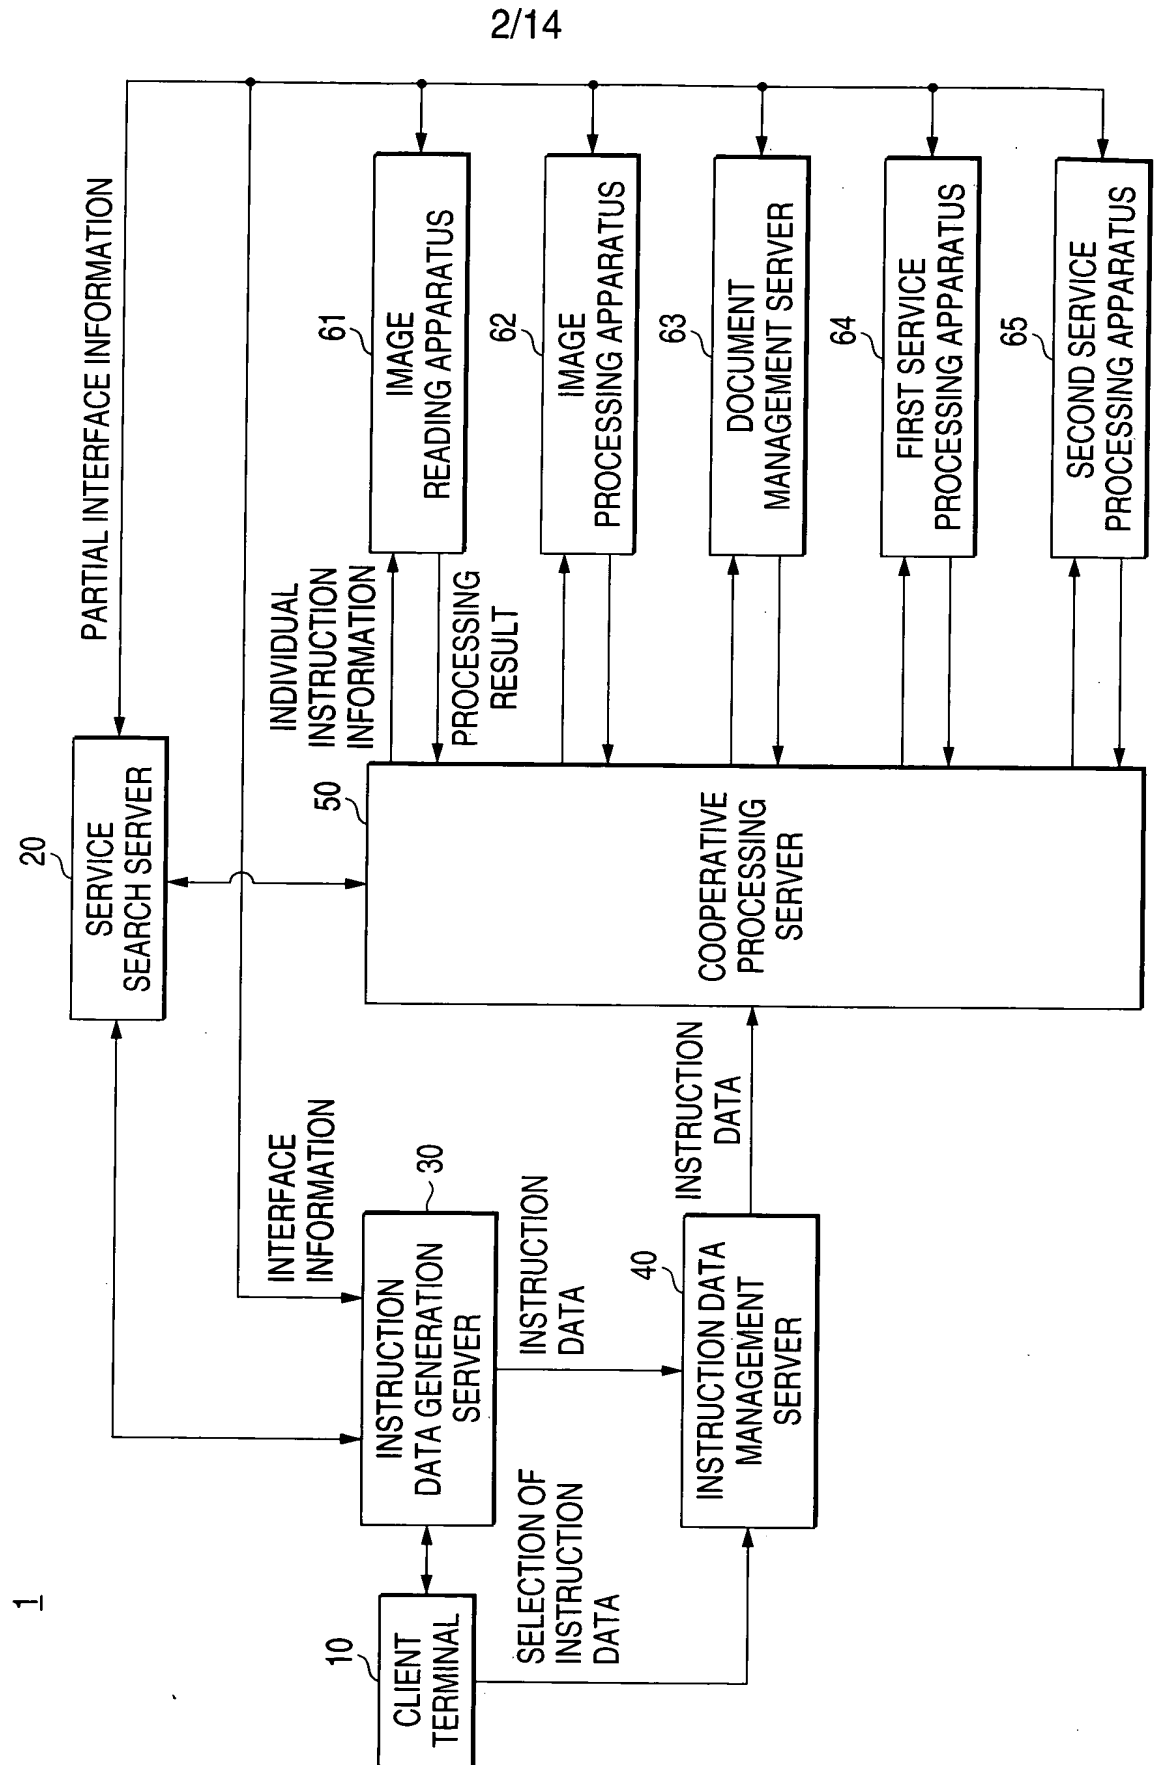 2/14
1
PARTIAL INTERFACE INFORMATION
20
SERVICE
SEARCH SERVER
INTERFACE
INFORMATION
10
CLIENT
TERMINAL
30
INSTRUCTION
DATA GENERATION
SERVER
INSTRUCTION
DATA
SELECTION OF
INSTRUCTION
DATA
40
INSTRUCTION DATA
MANAGEMENT
SERVER
INSTRUCTION
DATA
50
COOPERATIVE
PROCESSING
SERVER
INDIVIDUAL
INSTRUCTION
INFORMATION
PROCESSING
RESULT
61
IMAGE
READING APPARATUS
62
IMAGE
PROCESSING APPARATUS
63
DOCUMENT
MANAGEMENT SERVER
64
FIRST SERVICE
PROCESSING APPARATUS
65
SECOND SERVICE
PROCESSING APPARATUS